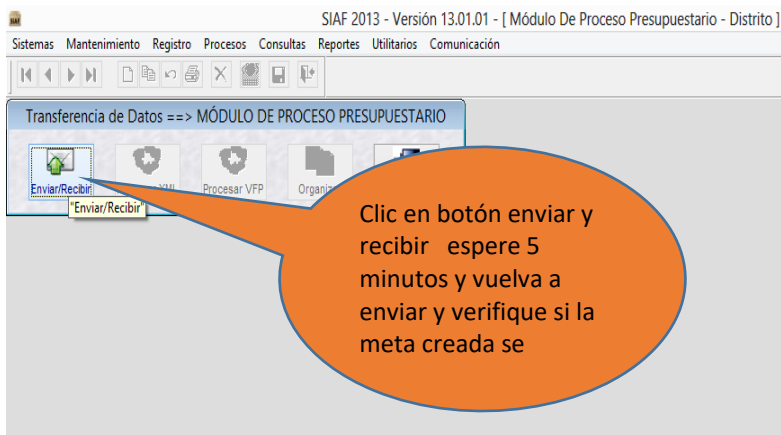 SIAF 2013 - Versión 13.01.01 - [ Módulo De Proceso Presupuestario - Distrito ]
Sistemas Mantenimiento Registro Procesos Consultas Reportes Utilitarios Comunicación
Transferencia de Datos ==> MÓDULO DE PROCESO PRESUPUESTARIO
Enviar/Recibir XML Procesar VFP
"Enviar/Recibir"
Clic en botón enviar y
recibir espere 5
minutos y vuelva a
enviar y verifique si la
meta creada se